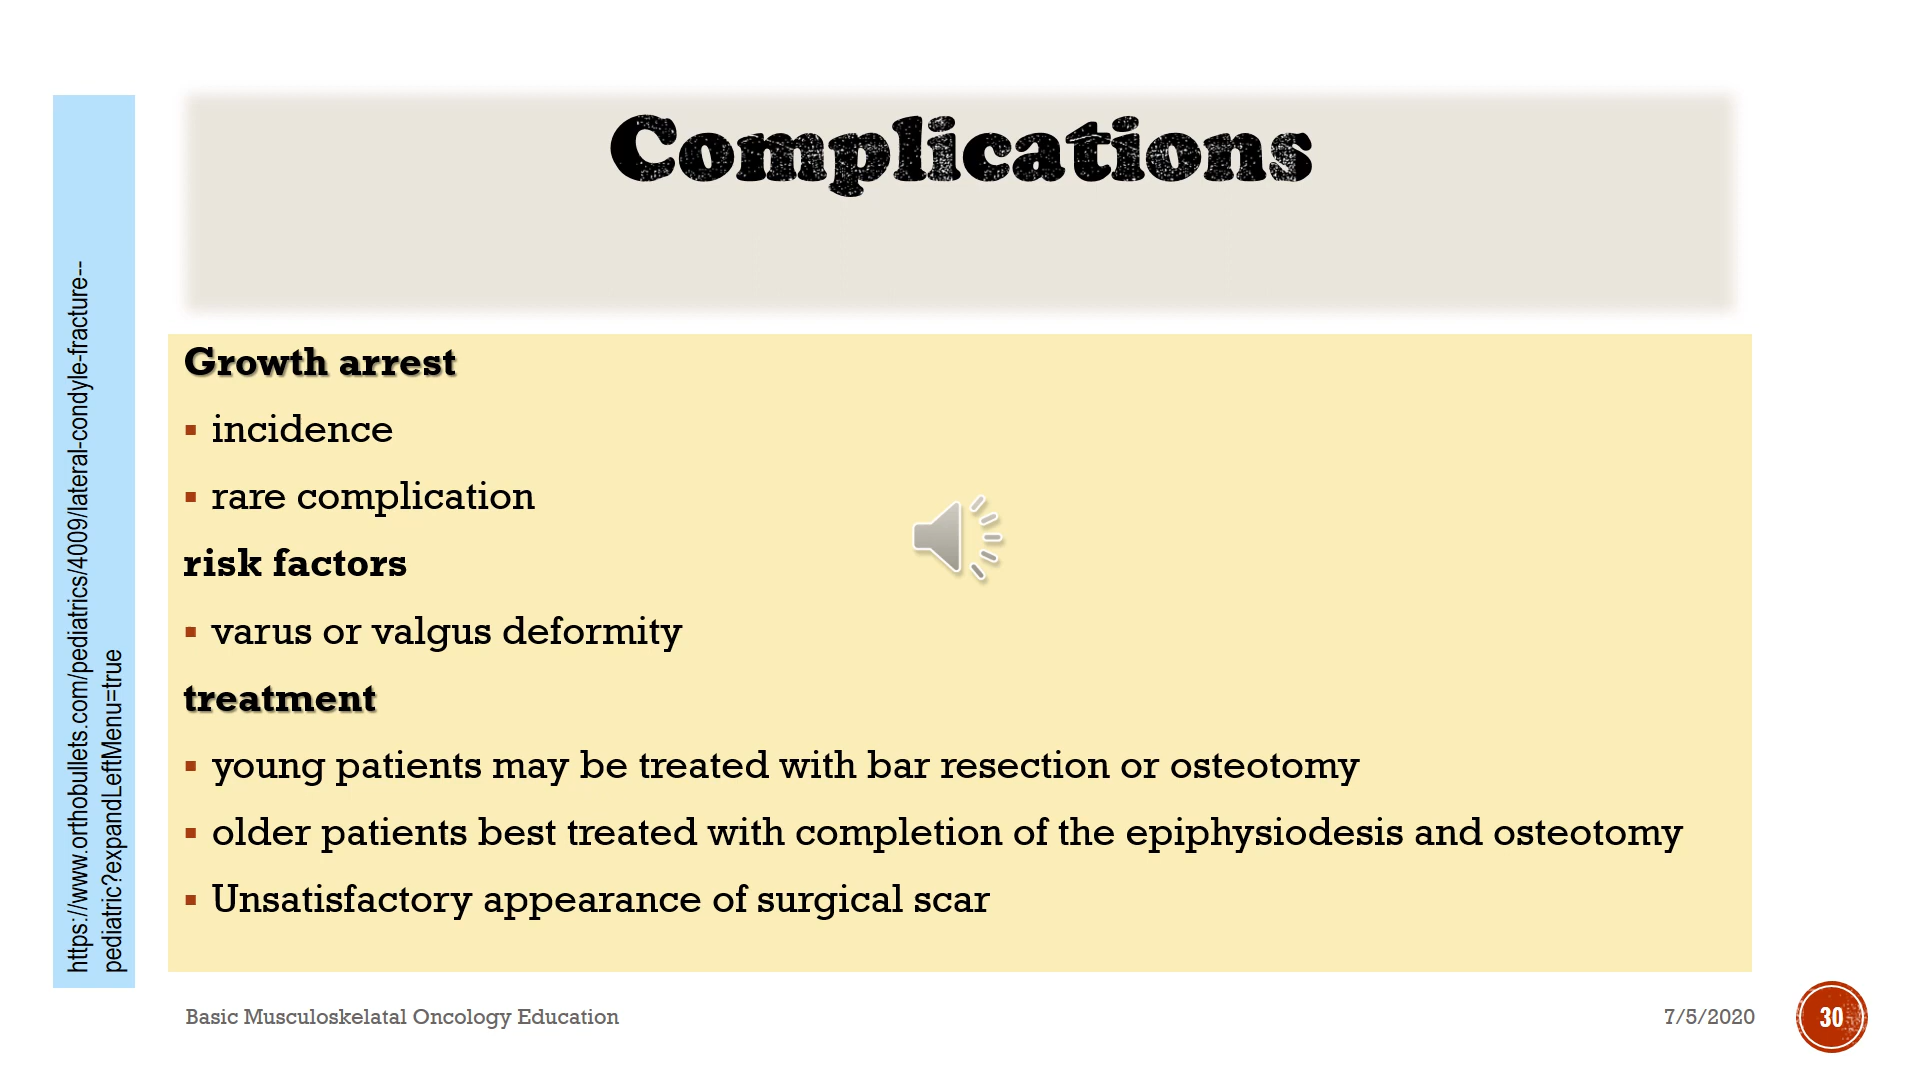 Complications
https://www.orthobullets.com/pediatrics/4009/lateral-condyle-fracture--
pediatric?expandLeftMenu=true
Growth arrest
▪ incidence
▪ rare complication
risk factors
▪ varus or valgus deformity
treatment
▪ young patients may be treated with bar resection or osteotomy
▪ older patients best treated with completion of the epiphysiodesis and osteotomy
▪ Unsatisfactory appearance of surgical scar
Basic Musculoskelatal Oncology Education
7/5/2020
30